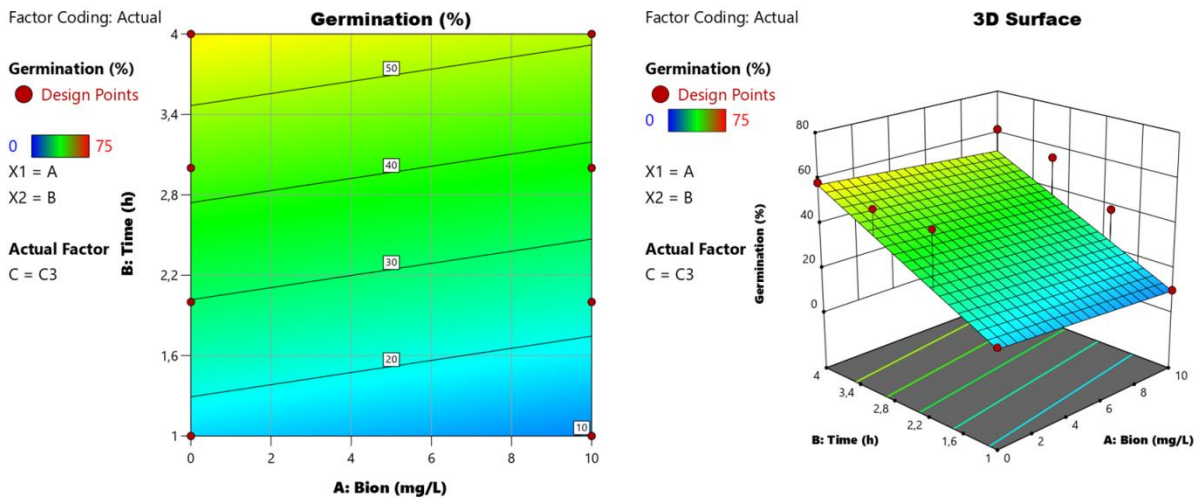 Factor Coding: Actual
Germination (%)
Germination (%)
Design Points
0 75
X1 = A
X2 = B
Actual Factor
C = C3
4
3,4
2,8
2,2
1,6
1
B: Time (h)
50
40
30
20
10
0 2 4 6 8 10
A: Bion (mg/L)
Factor Coding: Actual
3D Surface
Germination (%)
Design Points
0 75
X1 = A
X2 = B
Actual Factor
C = C3
80
60
40
20
0
Germination (%)
4
3,4
2,8
2,2
1,6
1
B: Time (h)
0
2
4
6
8
10
A: Bion (mg/L)